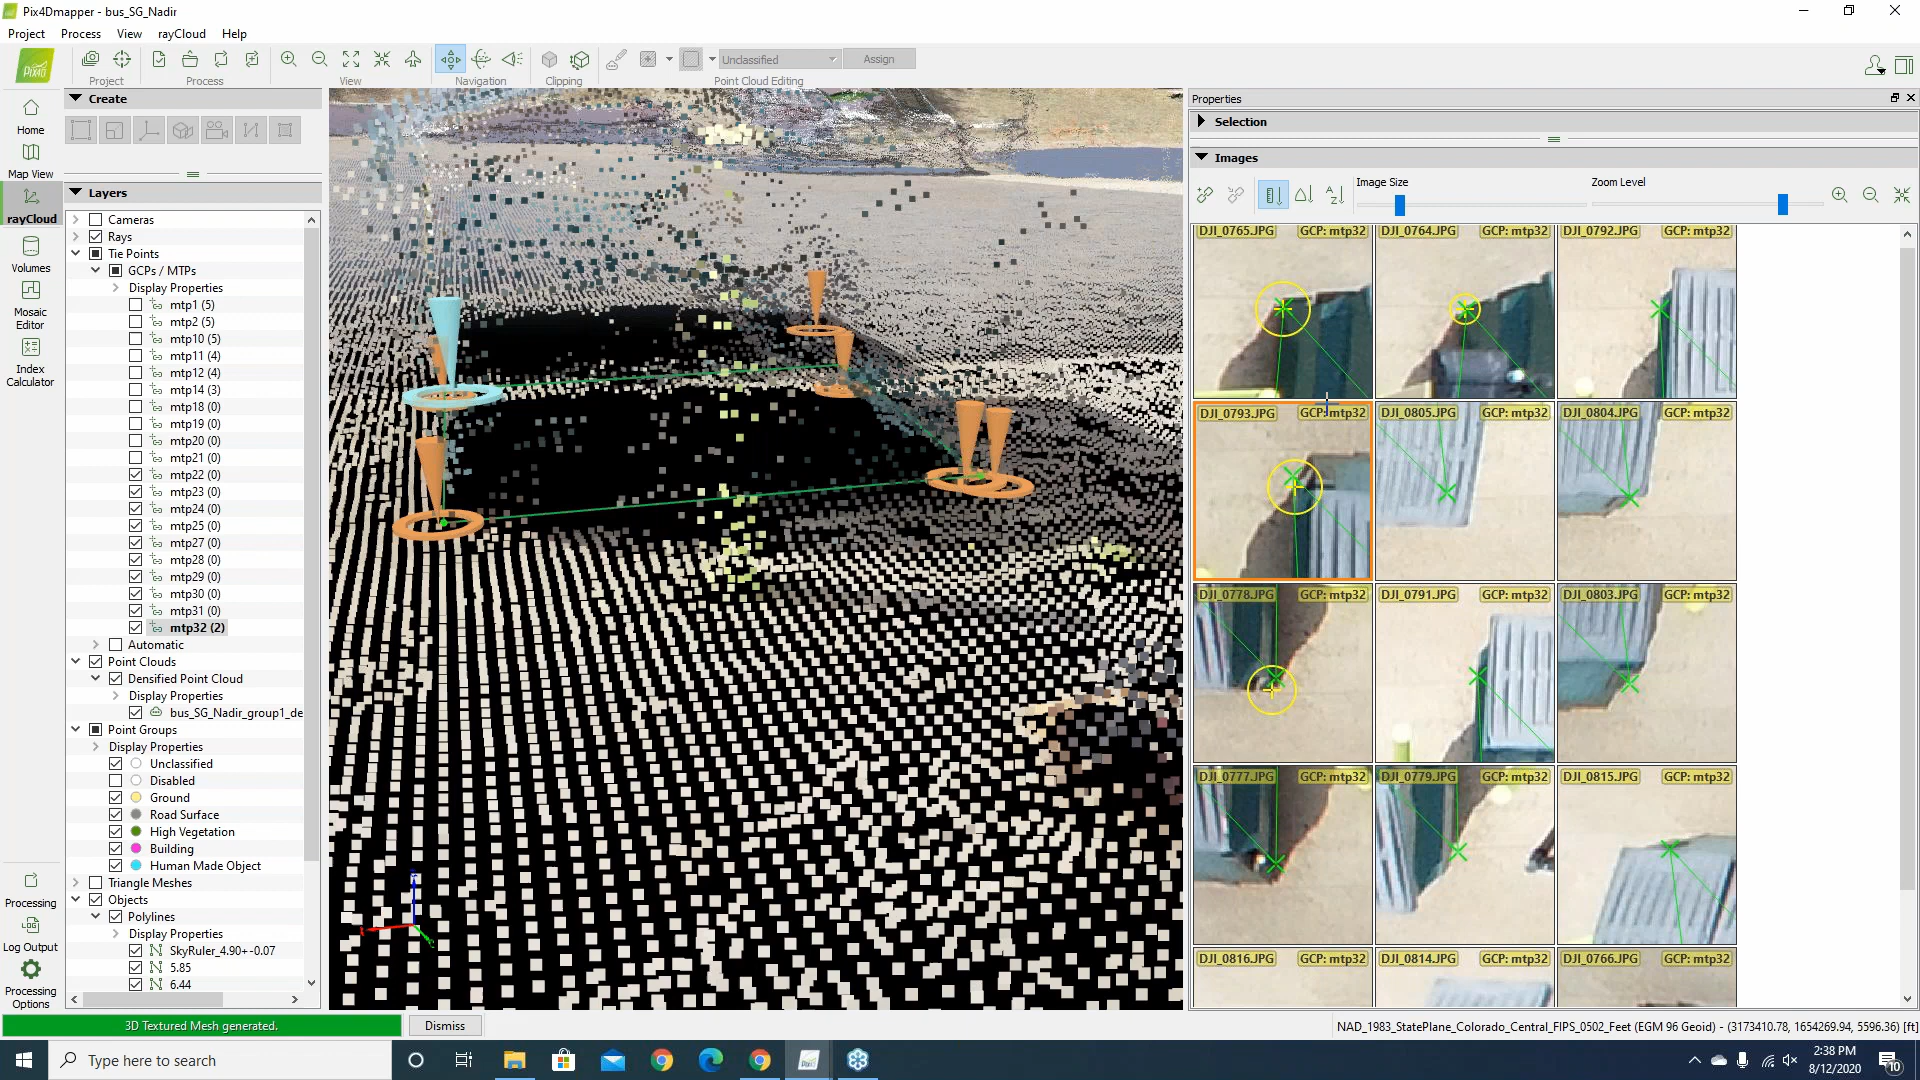 Pix4Dmapper - bus_SG_Nadir
Project Process View rayCloud Help
Pix4D
Project
Process
View
Navigation
Clipping
Unclassified
Assign
Point Cloud Editing
Home
Map View
rayCloud
Volumes
Mosaic
Editor
Index
Calculator
Processing
Log Output
Processing
Options
Create
Layers
Cameras
Rays
Tie Points
GCPs / MTPs
Display Properties
mtp1 (5)
mtp2 (5)
mtp10 (5)
mtp11 (4)
mtp12 (4)
mtp14 (3)
mtp18 (0)
mtp19 (0)
mtp20 (0)
mtp21 (0)
mtp22 (0)
mtp23 (0)
mtp24 (0)
mtp25 (0)
mtp27 (0)
mtp28 (0)
mtp29 (0)
mtp30 (0)
mtp31 (0)
mtp32 (2)
Automatic
Point Clouds
Densified Point Cloud
Display Properties
bus_SG_Nadir_group1_de
Point Groups
Display Properties
Unclassified
Disabled
Ground
Road Surface
High Vegetation
Building
Human Made Object
Triangle Meshes
Objects
Polylines
Display Properties
SkyRuler_4.90+-0.07
5.85
6.44
Properties
Selection
Images
Image Size
Zoom Level
DJI_0765.JPG GCP: mtp32 DJI_0764.JPG GCP: mtp32 DJI_0792.JPG GCP: mtp32
DJI_0793.JPG GCP: mtp32 DJI_0805.JPG GCP: mtp32 DJI_0804.JPG GCP: mtp32
DJI_0778.JPG GCP: mtp32 DJI_0791.JPG GCP: mtp32 DJI_0803.JPG GCP: mtp32
DJI_0777.JPG GCP: mtp32 DJI_0779.JPG GCP: mtp32 DJI_0815.JPG GCP: mtp32
DJI_0816.JPG GCP: mtp32 DJI_0814.JPG GCP: mtp32 DJI_0766.JPG GCP: mtp32
3D Textured Mesh generated.
Dismiss
NAD_1983_StatePlane_Colorado_Central_FIPS_0502_Feet (EGM 96 Geoid) - (3173410.78, 1654269.94, 5596.36) [ft]
Type here to search
2:38 PM
8/12/2020
10